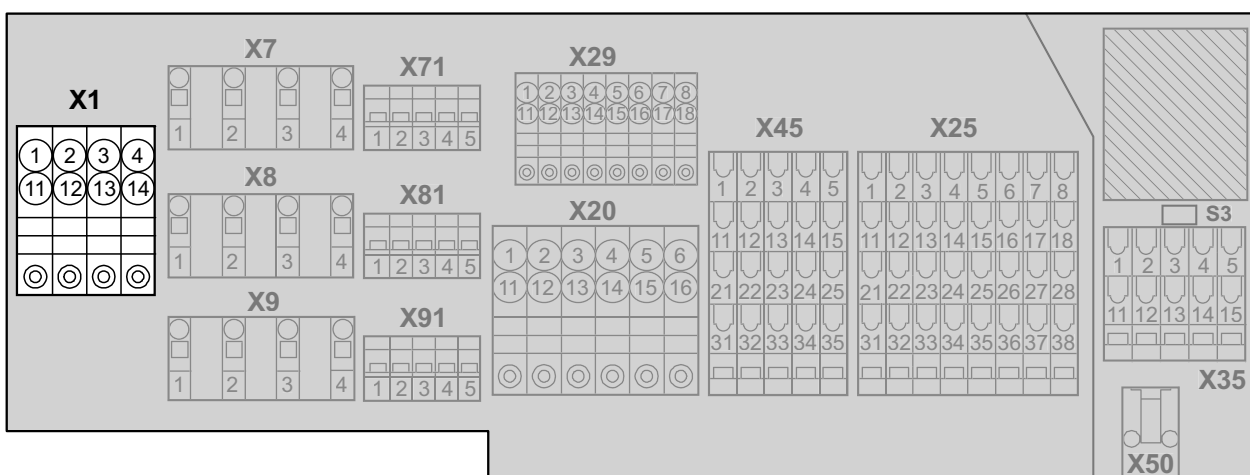 X1
1 2 3 4
11 12 13 14
X7
1 2 3 4
X8
1 2 3 4
X9
1 2 3 4
X71
1 2 3 4 5
X81
1 2 3 4 5
X91
1 2 3 4 5
X29
1 2 3 4 5 6 7 8
11 12 13 14 15 16 17 18
X20
1 2 3 4 5 6
11 12 13 14 15 16
X45
1 2 3 4 5
11 12 13 14 15
21 22 23 24 25
31 32 33 34 35
X25
1 2 3 4 5 6 7 8
11 12 13 14 15 16 17 18
21 22 23 24 25 26 27 28
31 32 33 34 35 36 37 38
S3
1 2 3 4 5
11 12 13 14 15
X35
X50